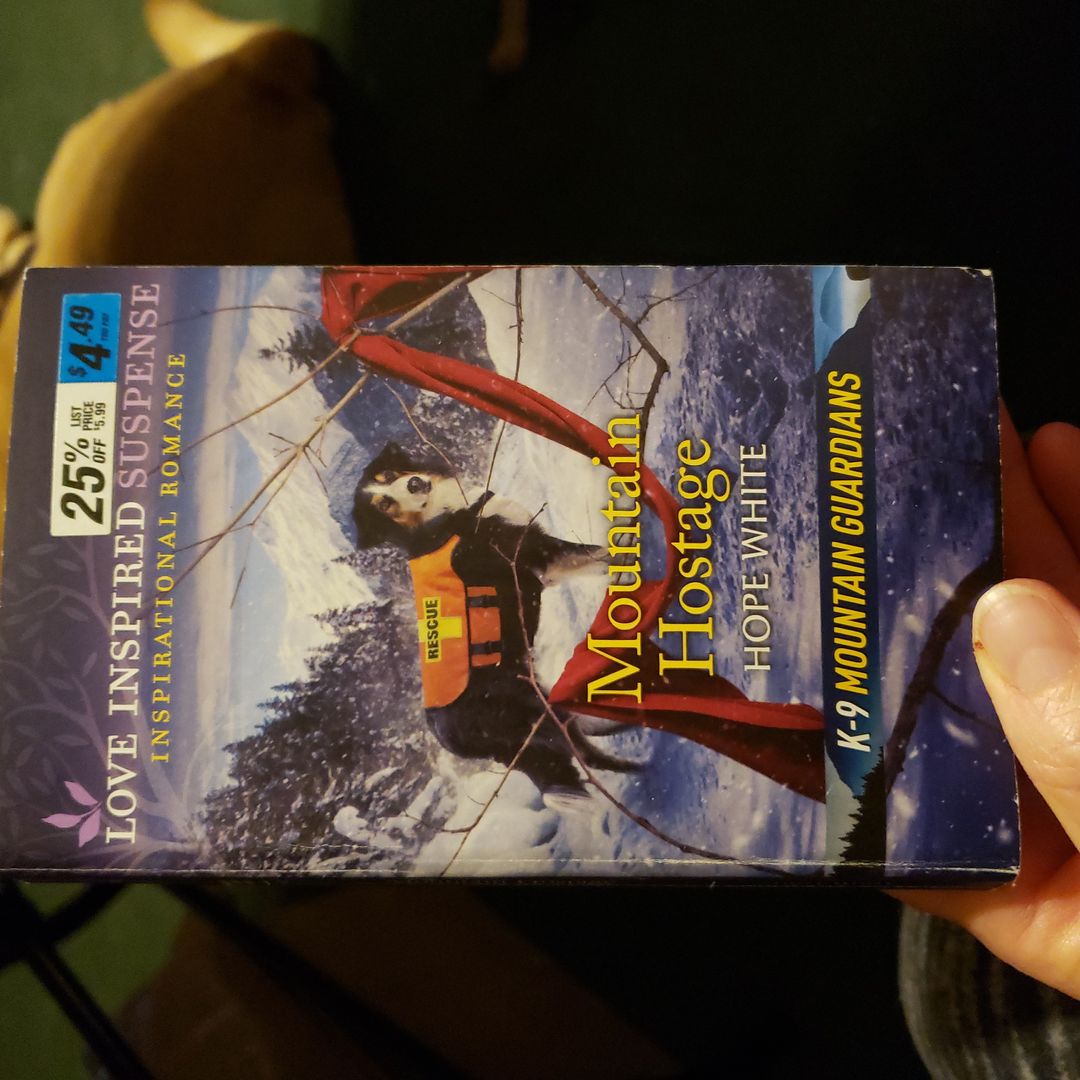 25% OFF
LIST PRICE $5.99
$4.49
LOVE INSPIRED SUSPENSE
INSPIRATIONAL ROMANCE
RESCUE
Mountain
Hostage
HOPE WHITE
K-9 MOUNTAIN GUARDIANS